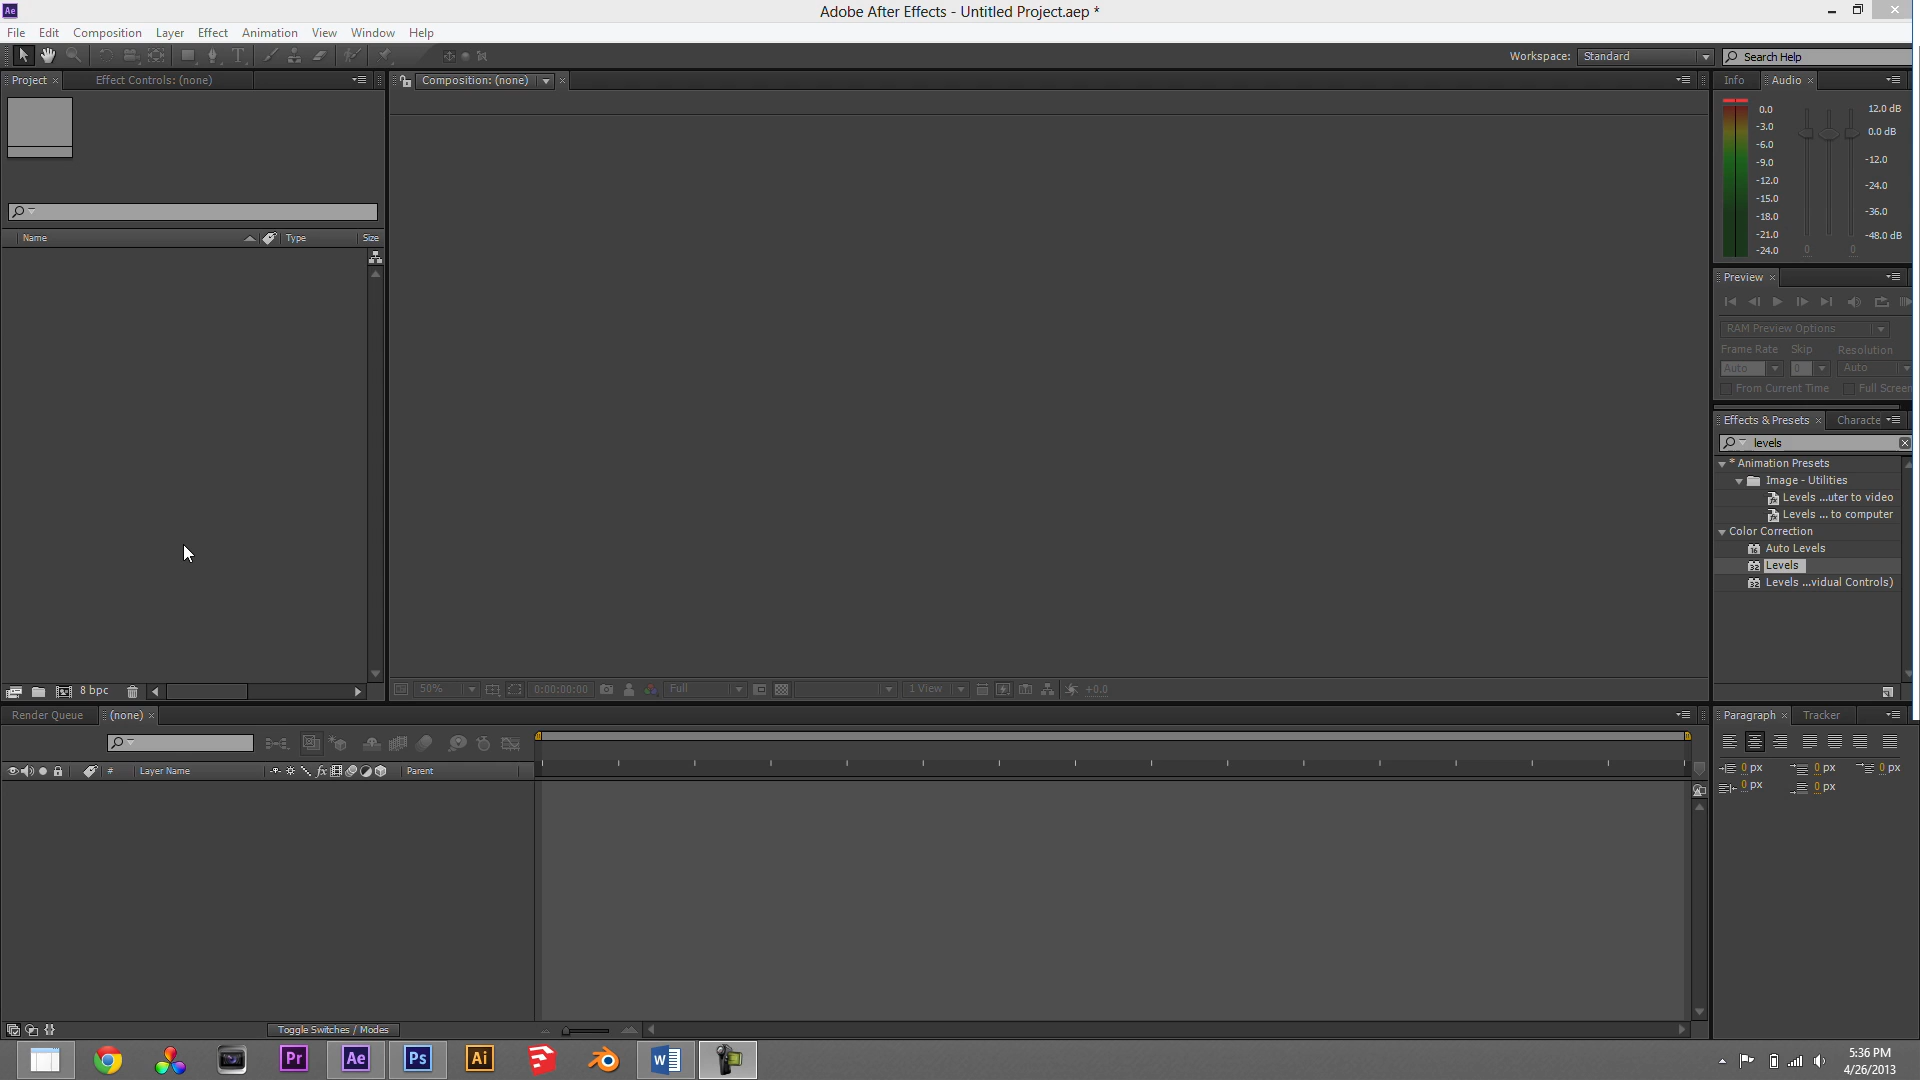 Ae
Adobe After Effects - Untitled Project.aep *
File Edit Composition Layer Effect Animation View Window Help
T
Workspace: Standard
Search Help
Project × Effect Controls: (none)
Composition: (none)
Info Audio ×
0.0 12.0 dB
-3.0 0.0 dB
-6.0
-9.0 -12.0
-12.0 -24.0
-15.0
-18.0 -36.0
-21.0 -48.0 dB
-24.0 0 0
Name Type Size
Preview ×
RAM Preview Options
Frame Rate Skip Resolution
Auto 0 Auto
From Current Time Full Screen
Effects & Presets × Characte
levels
* Animation Presets
Image - Utilities
Levels ...uter to video
Levels ... to computer
Color Correction
16 Auto Levels
32 Levels
32 Levels ...vidual Controls)
8 bpc
50% 0:00:00:00 Full 1 View +0.0
Render Queue (none) ×
Paragraph × Tracker
# Layer Name fx Parent
0 px 0 px 0 px
0 px 0 px
Toggle Switches / Modes
Pr Ae Ps Ai W
5:36 PM
4/26/2013